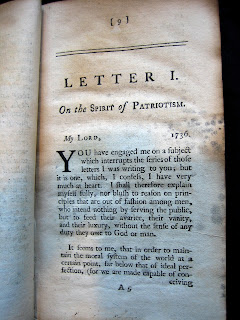 [ 9 ]
LETTER I.
On the SPIRIT of PATRIOTISM.
My LORD, 1736.
YOU have engaged me on a subject
which interrupts the series of those
letters I was writing to you; but
it is one, which, I confess, I have very
much at heart. I shall therefore explain
myself fully, nor blush to reason on prin-
ciples that are out of fashion among men,
who intend nothing by serving the public,
but to feed their avarice, their vanity,
and their luxury, without the sense of any
duty they owe to God or man.
It seems to me, that in order to main-
tain the moral system of the world at a
certain point, far below that of ideal per-
fection, (for we are made capable of con-
ceiving
A 5